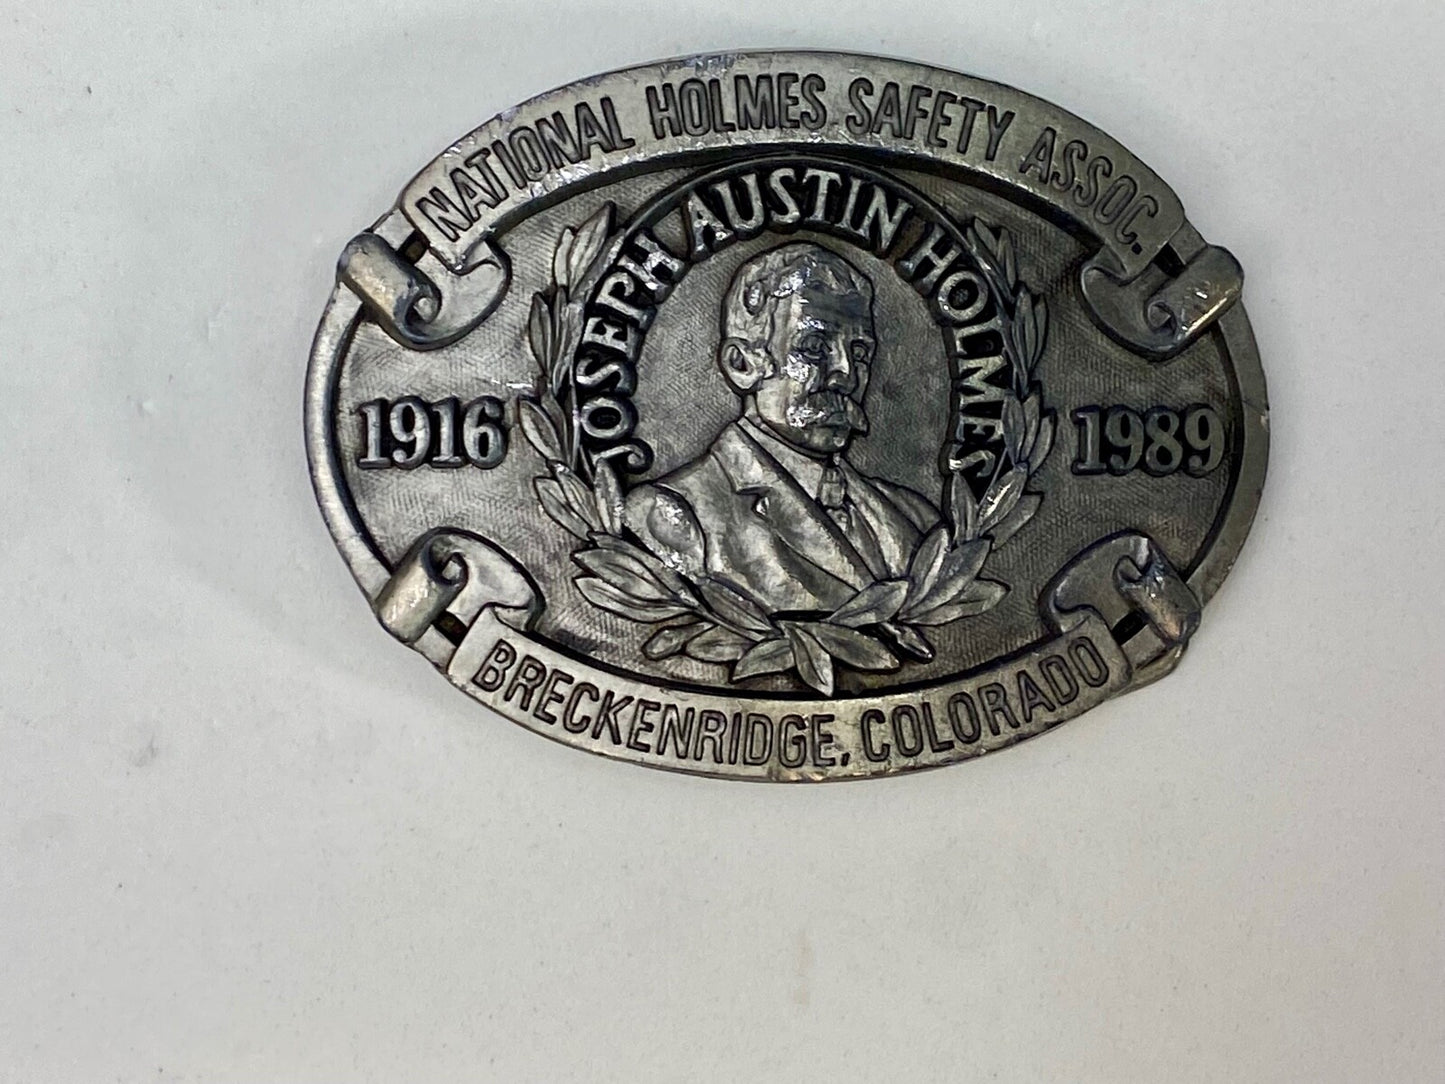 NATIONAL HOLMES SAFETY ASSOC.
JOSEPH AUSTIN HOLMES
1916
1989
BRECKENRIDGE, COLORADO